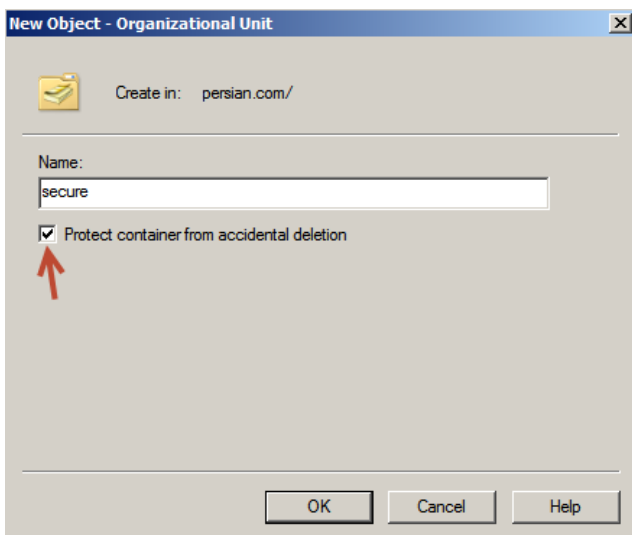 New Object - Organizational Unit
Create in: persian.com/
Name:
secure
Protect container from accidental deletion
OK Cancel Help